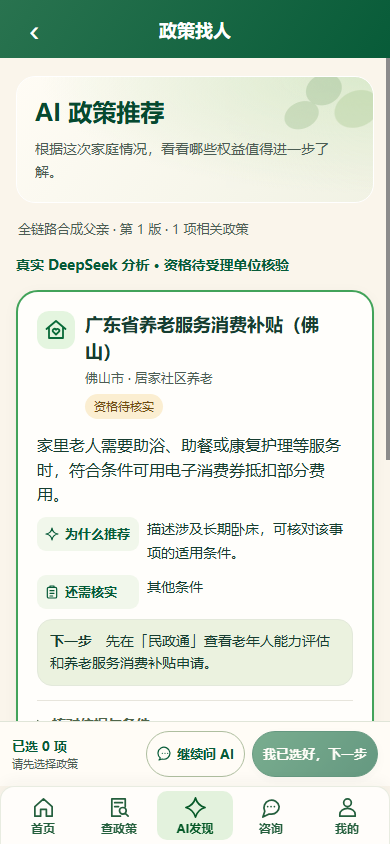 政策找人
AI 政策推荐
根据这次家庭情况，看看哪些权益值得进一步了
解。
全链路合成父亲 · 第 1 版 · 1 项相关政策
真实 DeepSeek 分析 • 资格待受理单位核验
广东省养老服务消费补贴（佛
山）
佛山市 · 居家社区养老
资格待核实
家里老人需要助浴、助餐或康复护理等服务
时，符合条件可用电子消费券抵扣部分费
用。
为什么推荐
描述涉及长期卧床，可核对该事
项的适用条件。
还需核实
其他条件
下一步 先在「民政通」查看老年人能力评估
和养老服务消费补贴申请。
已选 0 项
请先选择政策
继续问 AI
我已选好，下一步
首页
查政策
AI发现
咨询
我的